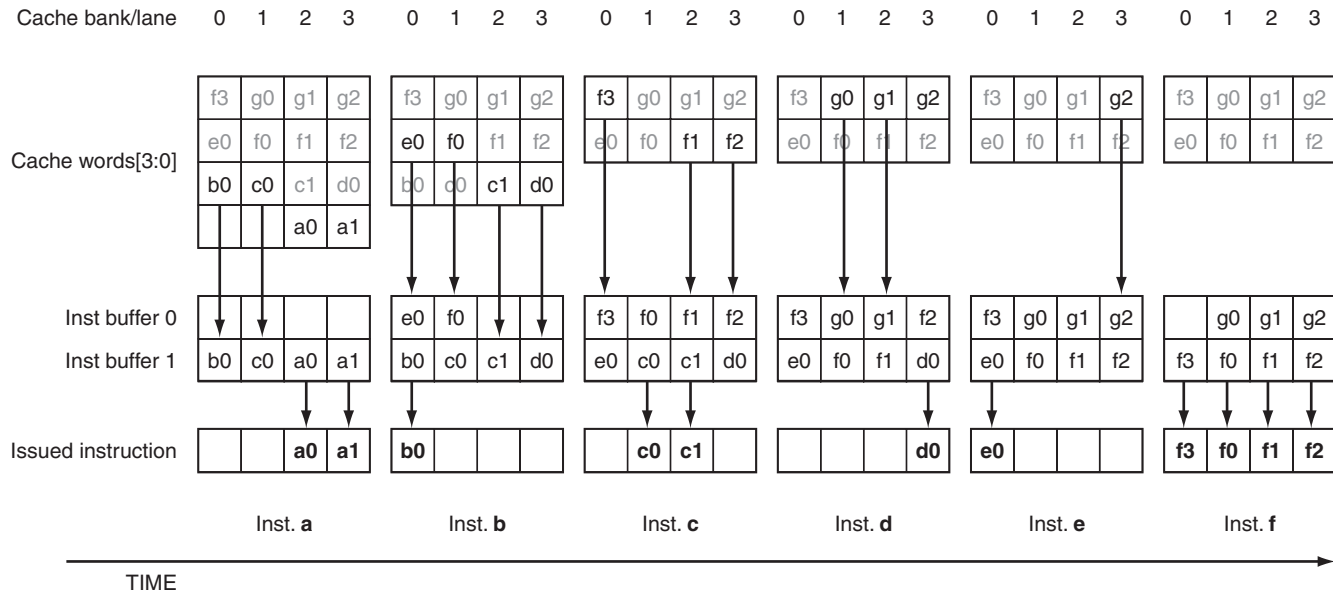 Cache bank/lane 0 1 2 3 0 1 2 3 0 1 2 3 0 1 2 3 0 1 2 3 0 1 2 3
f3 g0 g1 g2 f3 g0 g1 g2 f3 g0 g1 g2 f3 g0 g1 g2 f3 g0 g1 g2 f3 g0 g1 g2
Cache words[3:0] e0 f0 f1 f2 e0 f0 f1 f2 e0 f0 f1 f2 e0 f0 f1 f2 e0 f0 f1 f2 e0 f0 f1 f2
b0 c0 c1 d0 b0 c0 c1 d0
a0 a1
Inst buffer 0 e0 f0 f3 f0 f1 f2 f3 g0 g1 f2 f3 g0 g1 g2 g0 g1 g2
Inst buffer 1 b0 c0 a0 a1 b0 c0 c1 d0 e0 c0 c1 d0 e0 f0 f1 d0 e0 f0 f1 f2 f3 f0 f1 f2
Issued instruction a0 a1 b0 c0 c1 d0 e0 f3 f0 f1 f2
Inst. a Inst. b Inst. c Inst. d Inst. e Inst. f
TIME